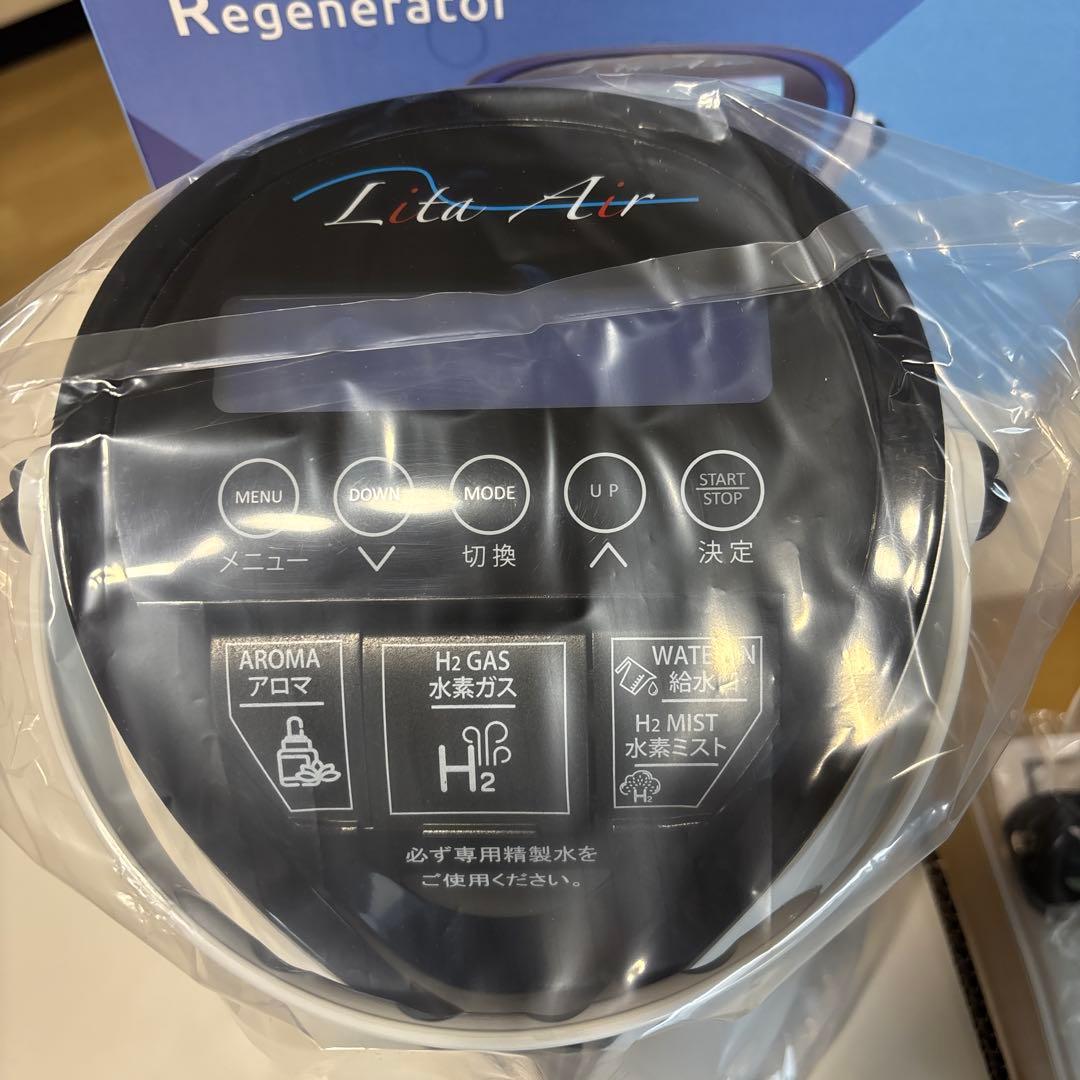 Regenerator
Lita Air
MENU DOWN MODE UP START
STOP
メニュー 切換 決定
AROMA
アロマ
H2 GAS
水素ガス
H2
給水口
H2 MIST
水素ミスト
H2
必ず専用精製水を
ご使用ください。